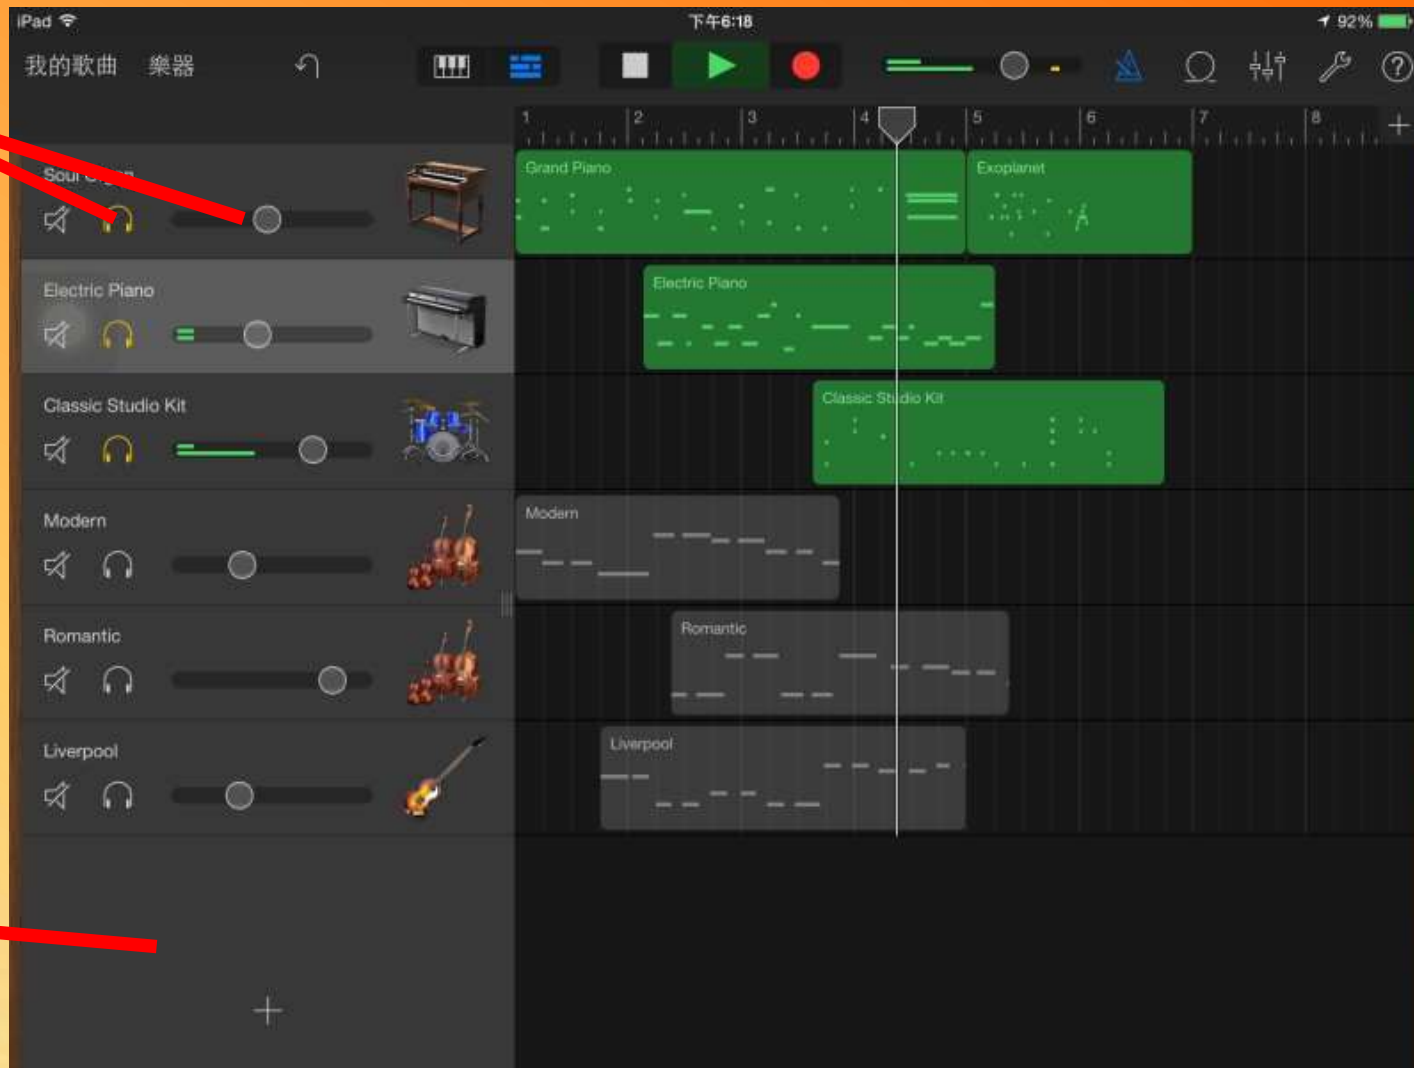 iPad 下午6:18 92%
我的歌曲 樂器
1 2 3 4 5 6 7 8
Soul Organ
Grand Piano Exoplanet
Electric Piano
Electric Piano
Classic Studio Kit
Classic Studio Kit
Modern
Modern
Romantic
Romantic
Liverpool
Liverpool